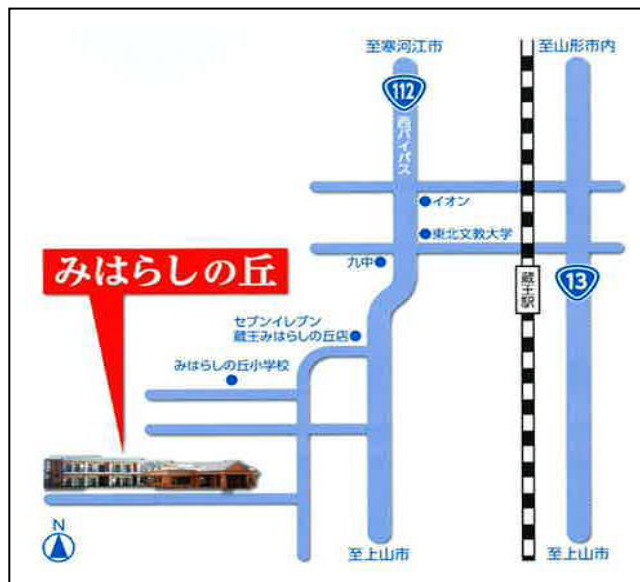 至寒河江市
至山形市内
112
西バイパス
イオン
東北文教大学
みはらしの丘
九中
蔵王駅
13
セブンイレブン
蔵王みはらしの丘店
みはらしの丘小学校
N
至上山市
至上山市